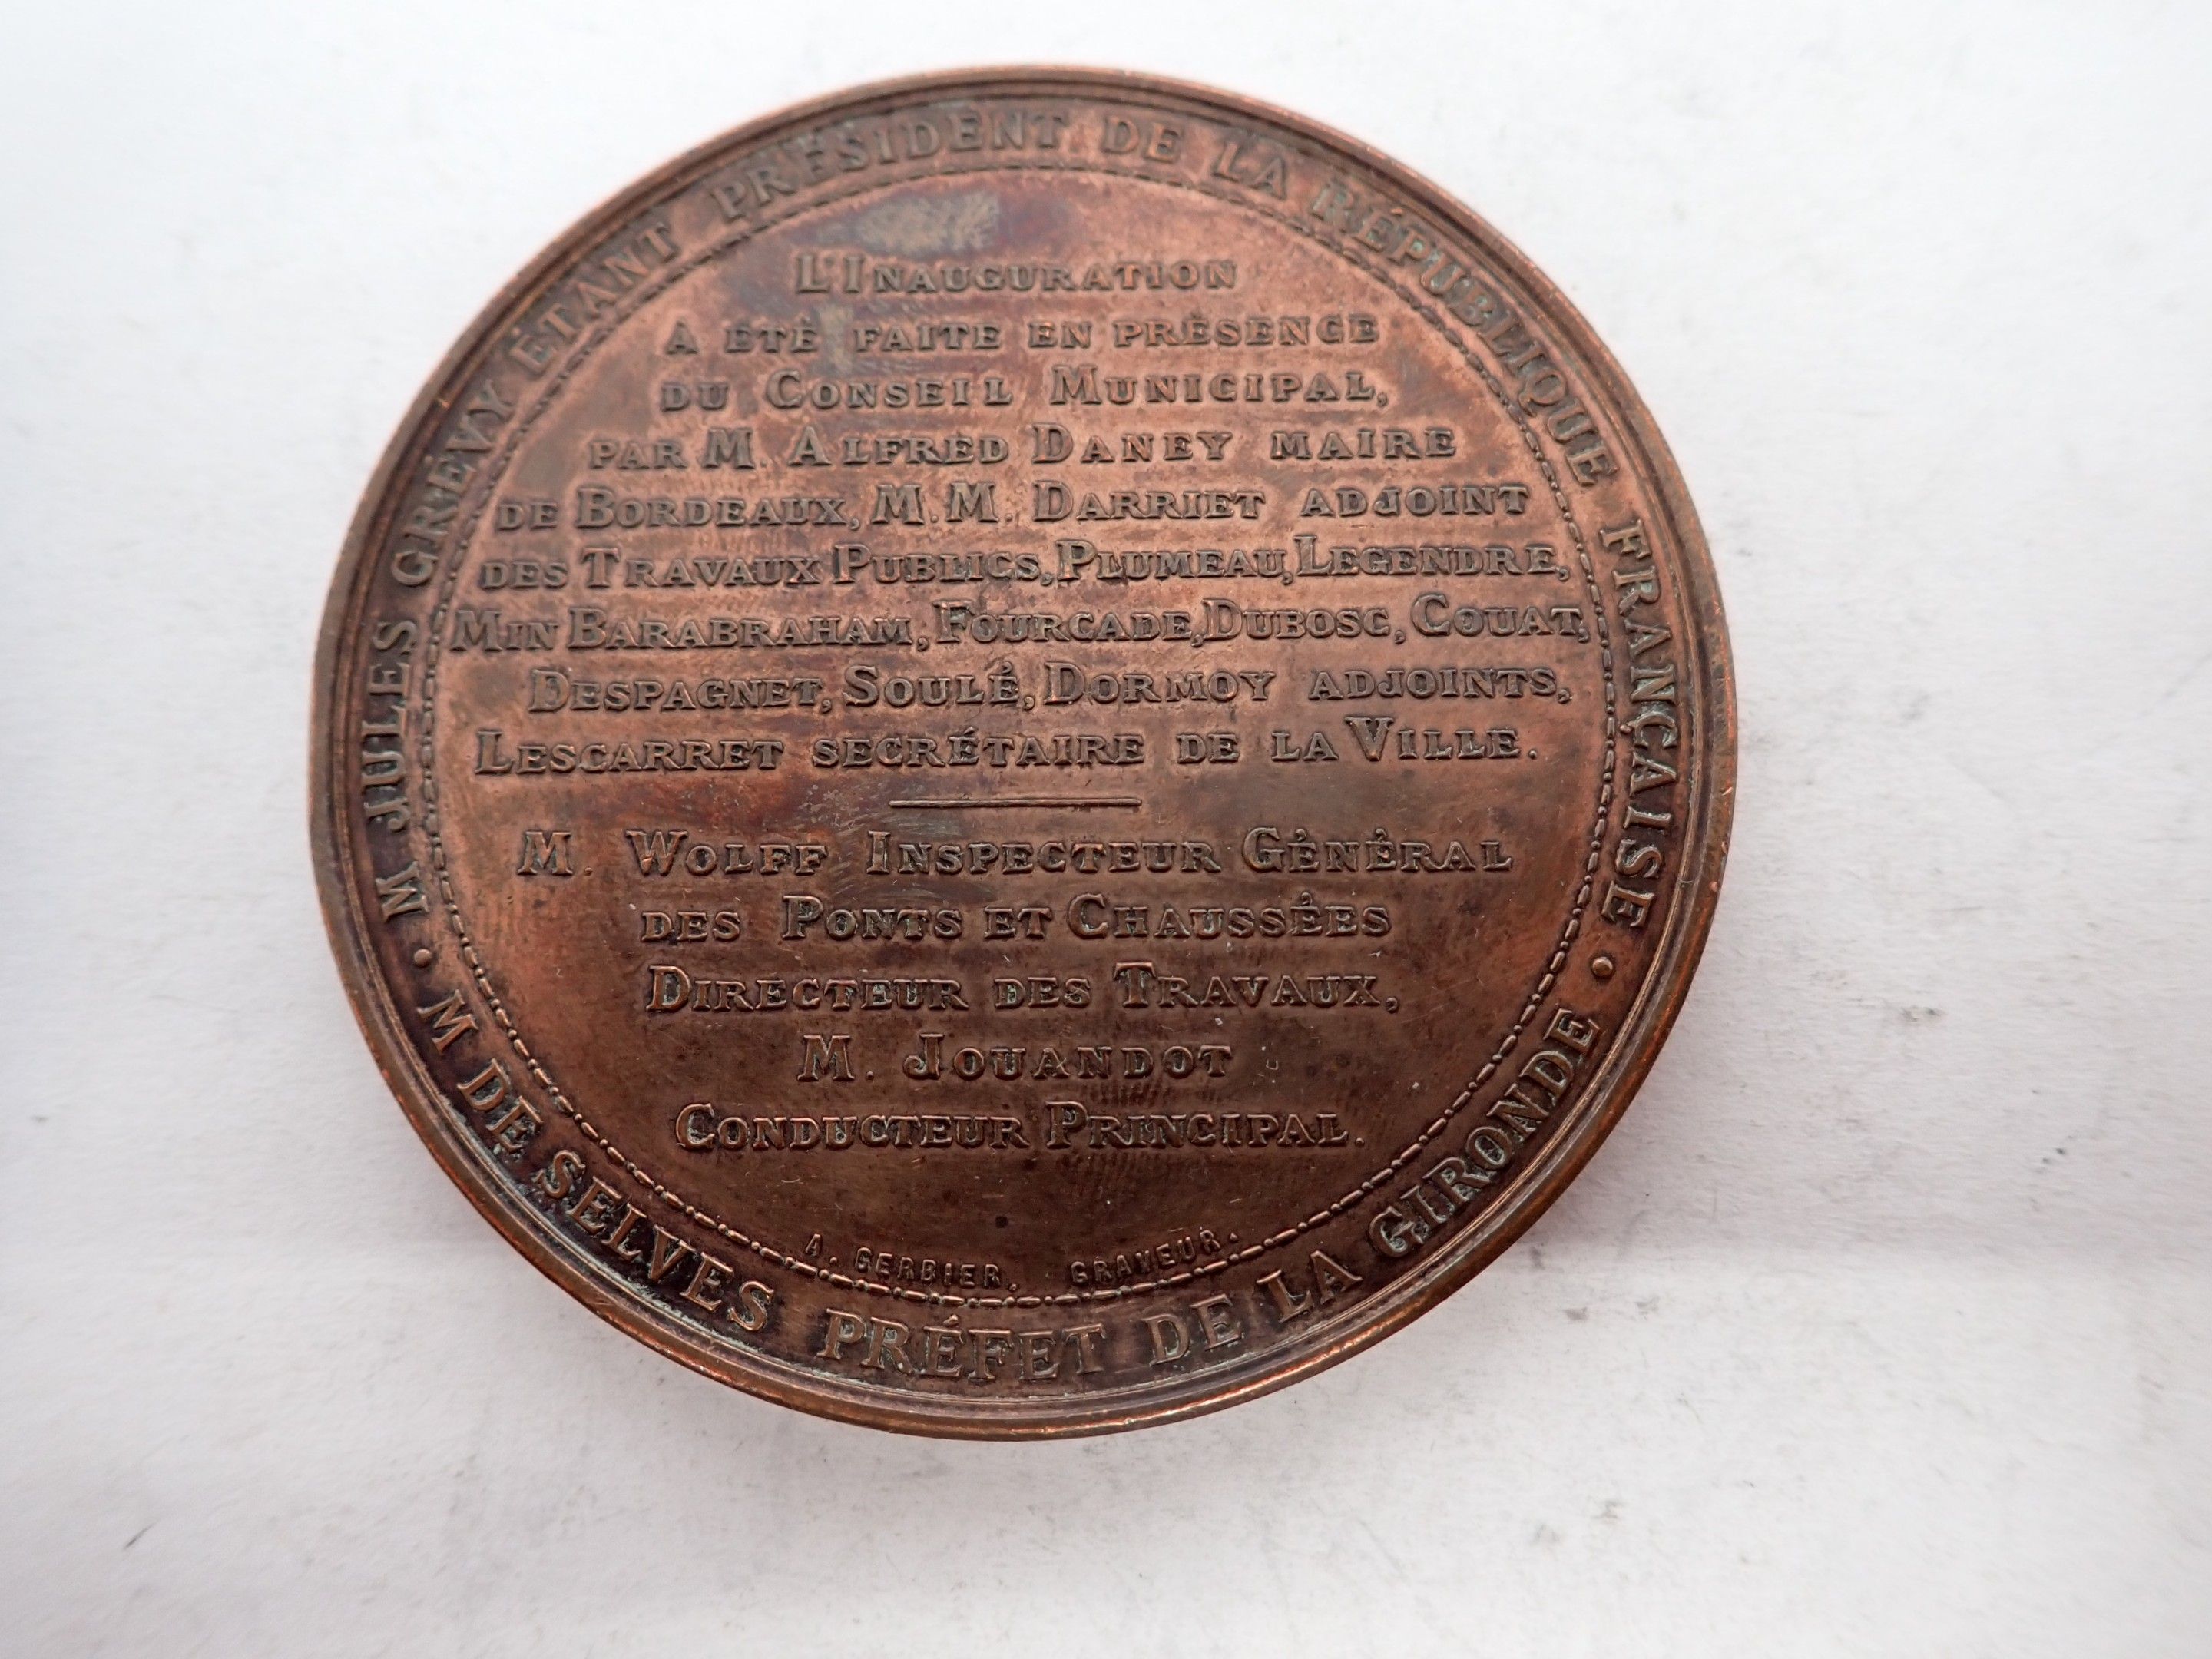 M JULES GRÉVY ÉTANT PRÉSIDENT DE LA RÉPUBLIQUE FRANÇAISE •
• M DE SELVES PRÉFET DE LA GIRONDE
L'INAUGURATION
À ÉTÉ FAITE EN PRÉSENCE
DU CONSEIL MUNICIPAL,
PAR M. ALFRED DANEY MAIRE
DE BORDEAUX, M.M. DARRIET ADJOINT
DES TRAVAUX PUBLICS, PLUMEAU, LEGENDRE,
MIN BARABRAHAM, FOURCADE, DUBOSC, COUAT,
DESPAGNET, SOULÉ, DORMOY ADJOINTS,
LESCARRET SECRÉTAIRE DE LA VILLE.
M. WOLFF INSPECTEUR GÉNÉRAL
DES PONTS ET CHAUSSÉES
DIRECTEUR DES TRAVAUX,
M. JOUANDOT
CONDUCTEUR PRINCIPAL.
A. GERBIER, GRAVEUR.